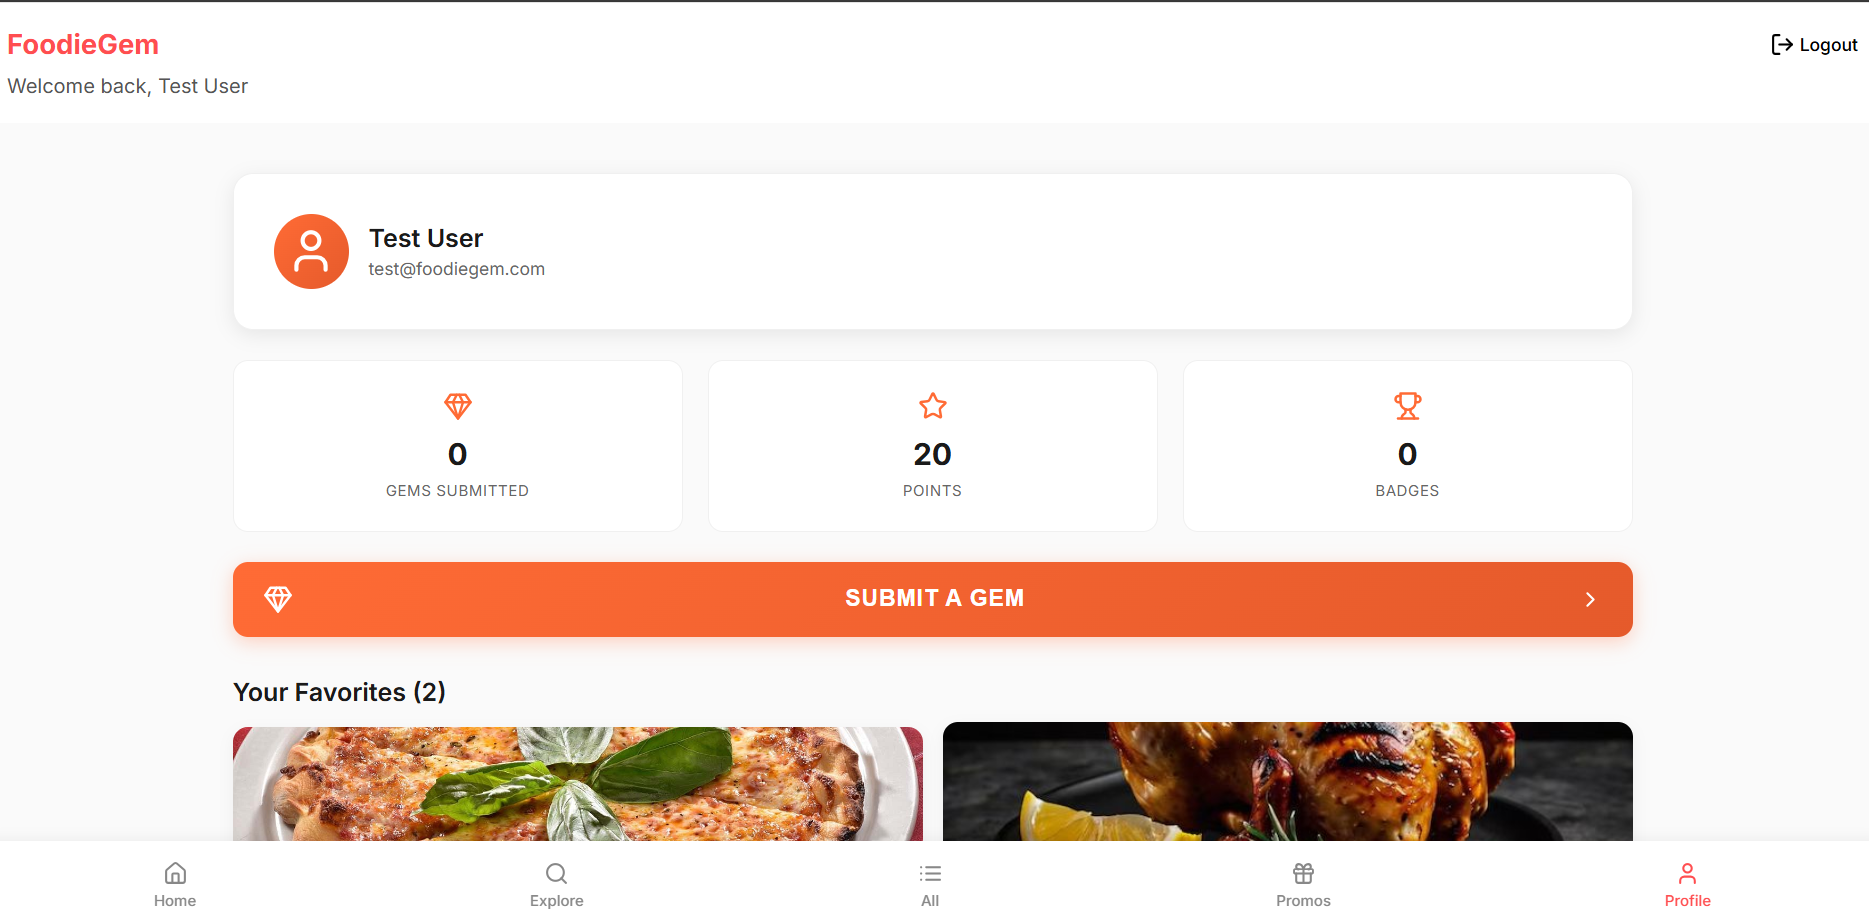 FoodieGem
Logout
Welcome back, Test User
Test User
test@foodiegem.com
0
GEMS SUBMITTED
20
POINTS
0
BADGES
SUBMIT A GEM
Your Favorites (2)
Home
Explore
All
Promos
Profile